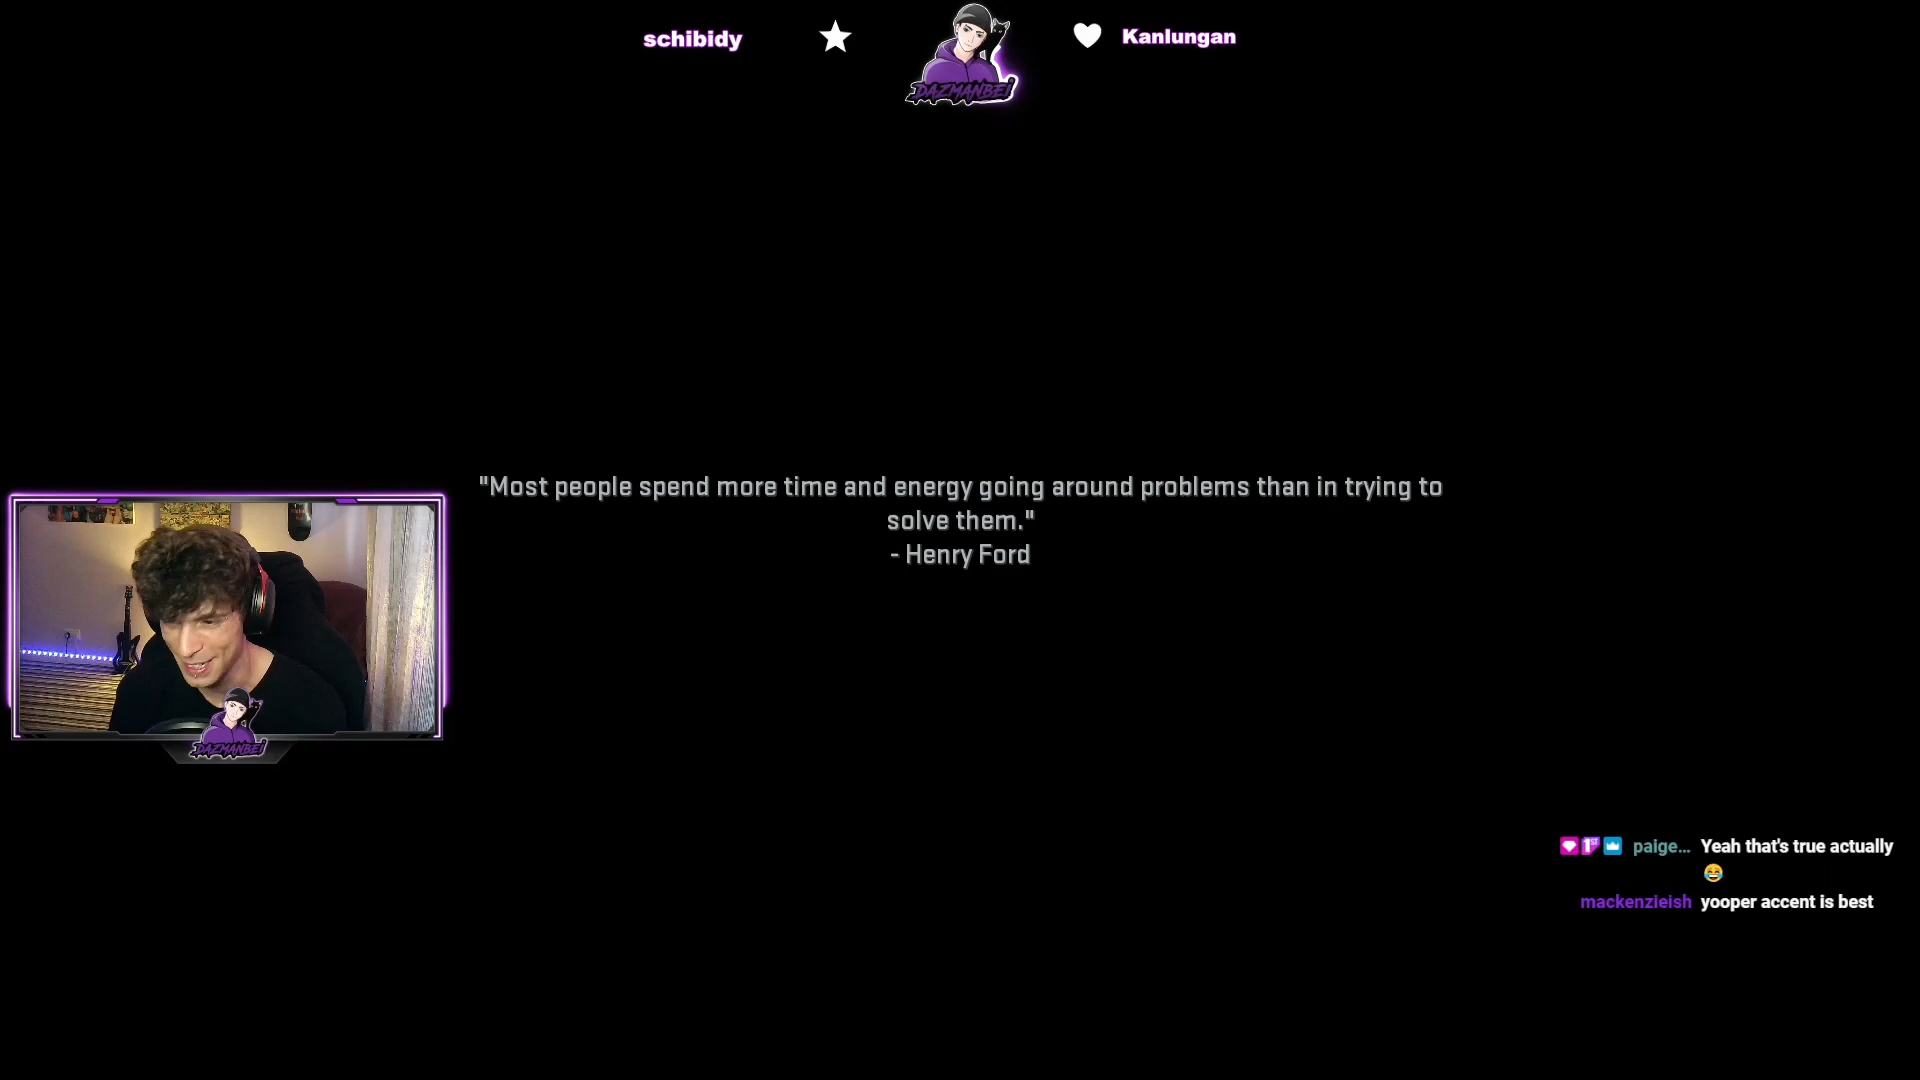 schibidy
Kanlungan
DAZMANBEI
"Most people spend more time and energy going around problems than in trying to
solve them."
- Henry Ford
DAZMANBEI
1ST paige... Yeah that's true actually
😂
mackenzieish yooper accent is best